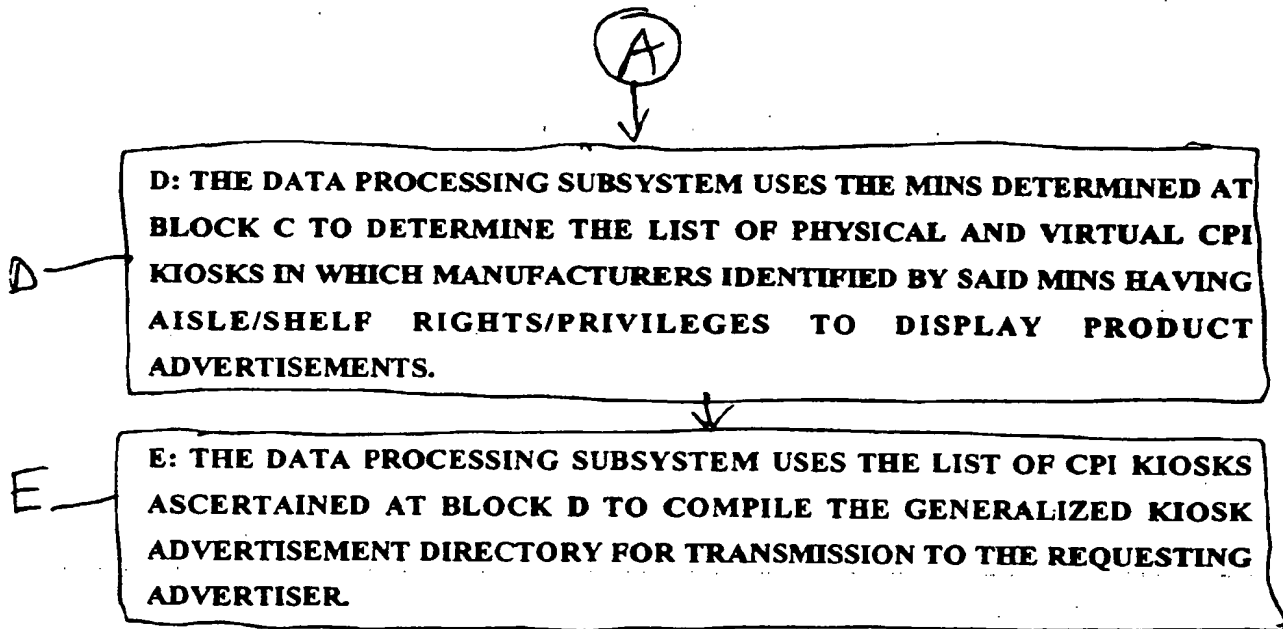 A
D: THE DATA PROCESSING SUBSYSTEM USES THE MINS DETERMINED AT
BLOCK C TO DETERMINE THE LIST OF PHYSICAL AND VIRTUAL CPI
KIOSKS IN WHICH MANUFACTURERS IDENTIFIED BY SAID MINS HAVING
AISLE/SHELF RIGHTS/PRIVILEGES TO DISPLAY PRODUCT
ADVERTISEMENTS.
D
E: THE DATA PROCESSING SUBSYSTEM USES THE LIST OF CPI KIOSKS
ASCERTAINED AT BLOCK D TO COMPILE THE GENERALIZED KIOSK
ADVERTISEMENT DIRECTORY FOR TRANSMISSION TO THE REQUESTING
ADVERTISER.
E